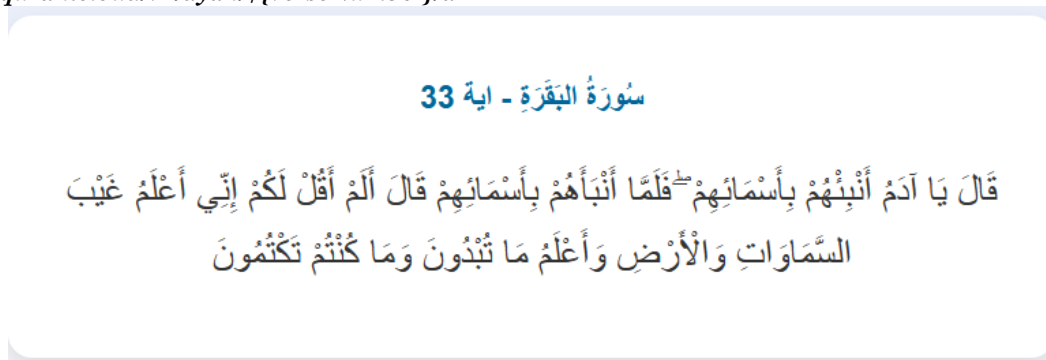 سُورَةُ البَقَرَةِ - اية 33
قَالَ يَا آدَمُ أَنْبِئْهُمْ بِأَسْمَائِهِمْ ۖ فَلَمَّا أَنْبَأَهُمْ بِأَسْمَائِهِمْ قَالَ أَلَمْ أَقُلْ لَكُمْ إِنِّي أَعْلَمُ غَيْبَ
السَّمَاوَاتِ وَالْأَرْضِ وَأَعْلَمُ مَا تُبْدُونَ وَمَا كُنْتُمْ تَكْتُمُونَ